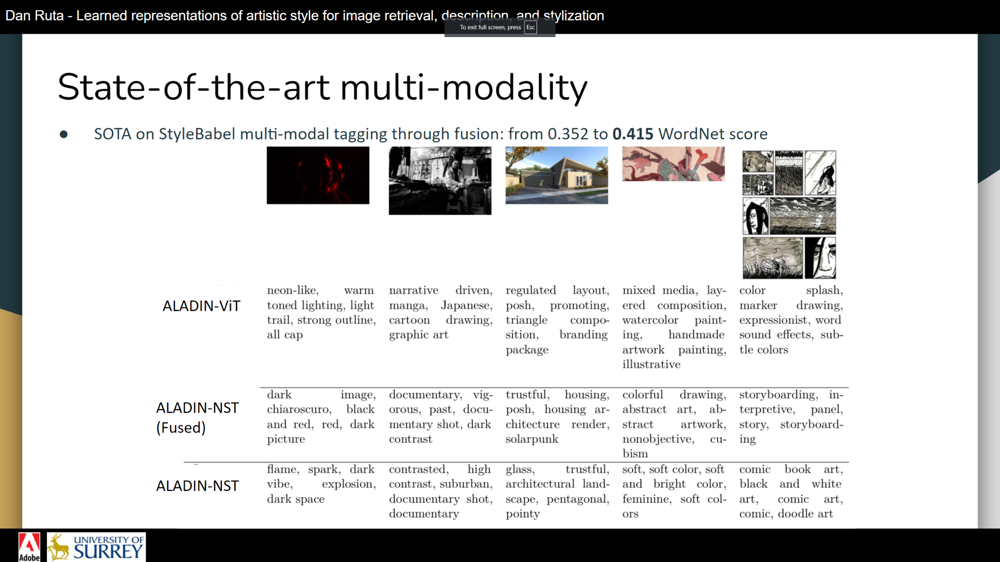 Dan Ruta - Learned representations of artistic style for image retrieval, description, and stylization
To exit full screen, press Esc
State-of-the-art multi-modality
● SOTA on StyleBabel multi-modal tagging through fusion: from 0.352 to 0.415 WordNet score
ALADIN-ViT
neon-like, warm
toned lighting, light
trail, strong outline,
all cap
narrative driven,
manga, Japanese,
cartoon drawing,
graphic art
regulated layout,
posh, promoting,
triangle compo-
sition, branding
package
mixed media, lay-
ered composition,
watercolor paint-
ing, handmade
artwork painting,
illustrative
color splash,
marker drawing,
expressionist, word
sound effects, sub-
tle colors
ALADIN-NST
(Fused)
dark image,
chiaroscuro, black
and red, red, dark
picture
documentary, vig-
orous, past, docu-
mentary shot, dark
contrast
trustful, housing,
posh, housing ar-
chitecture render,
solarpunk
colorful drawing,
abstract art, ab-
stract artwork,
nonobjective, cu-
bism
storyboarding, in-
terpretive, panel,
story, storyboard-
ing
ALADIN-NST
flame, spark, dark
vibe, explosion,
dark space
contrasted, high
contrast, suburban,
documentary shot,
documentary
glass, trustful,
architectural land-
scape, pentagonal,
pointy
soft, soft color, soft
and bright color,
feminine, soft col-
ors
comic book art,
black and white
art, comic art,
comic, doodle art
Adobe
UNIVERSITY OF
SURREY